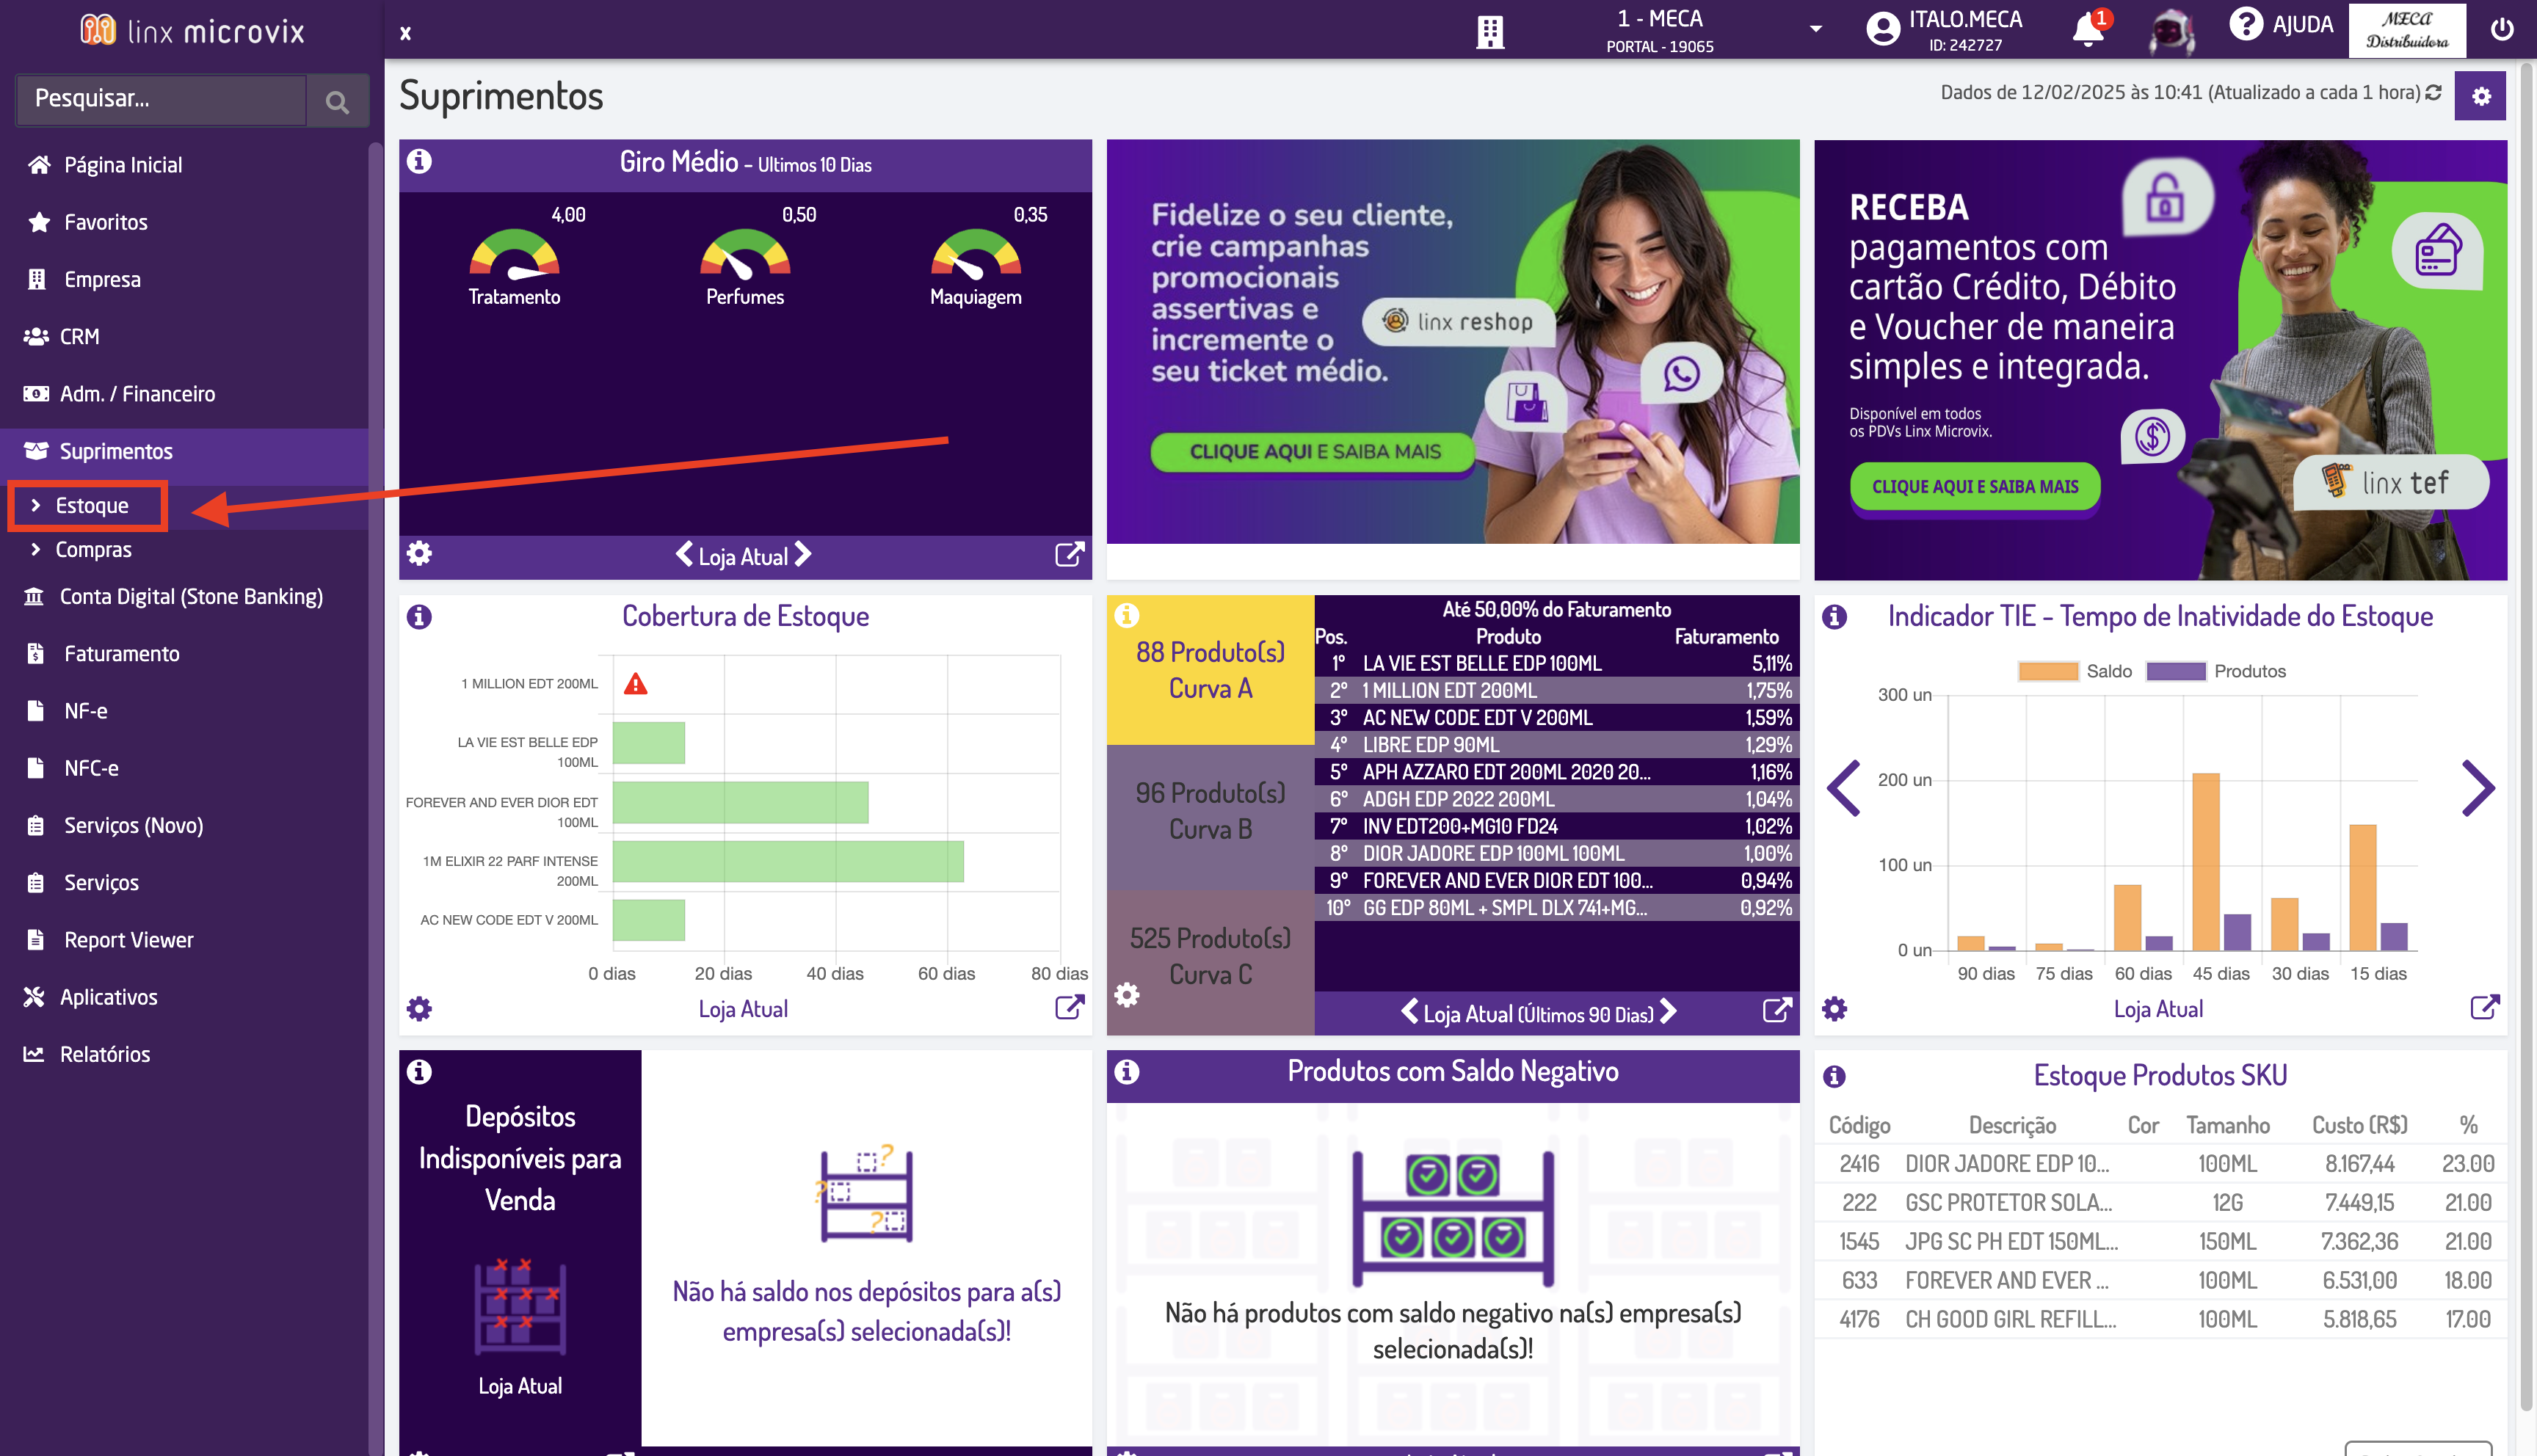 linx microvix
x
1 - MECA
PORTAL - 19065
ITALO.MECA
ID: 242727
1
AJUDA
MECA
Distribuidora
Pesquisar...
Página Inicial
Favoritos
Empresa
CRM
Adm. / Financeiro
Suprimentos
Estoque
Compras
Conta Digital (Stone Banking)
Faturamento
NF-e
NFC-e
Serviços (Novo)
Serviços
Report Viewer
Aplicativos
Relatórios
Suprimentos
Dados de 12/02/2025 às 10:41 (Atualizado a cada 1 hora)
Giro Médio - Ultimos 10 Dias
4,00
0,50
0,35
Tratamento
Perfumes
Maquiagem
Loja Atual
Fidelize o seu cliente,
crie campanhas
promocionais
assertivas e
incremente o
seu ticket médio.
linx reshop
CLIQUE AQUI E SAIBA MAIS
RECEBA
pagamentos com
cartão Crédito, Débito
e Voucher de maneira
simples e integrada.
Disponível em todos
os PDVs Linx Microvix.
CLIQUE AQUI E SAIBA MAIS
linx tef
Cobertura de Estoque
1 MILLION EDT 200ML
LA VIE EST BELLE EDP
100ML
FOREVER AND EVER DIOR EDT
100ML
1M ELIXIR 22 PARF INTENSE
200ML
AC NEW CODE EDT V 200ML
0 dias 20 dias 40 dias 60 dias 80 dias
Loja Atual
88 Produto(s)
Curva A
96 Produto(s)
Curva B
525 Produto(s)
Curva C
Até 50,00% do Faturamento
Pos. Produto Faturamento
1º LA VIE EST BELLE EDP 100ML 5,11%
2º 1 MILLION EDT 200ML 1,75%
3º AC NEW CODE EDT V 200ML 1,59%
4º LIBRE EDP 90ML 1,29%
5º APH AZZARO EDT 200ML 2020 20... 1,16%
6º ADGH EDP 2022 200ML 1,04%
7º INV EDT200+MG10 FD24 1,02%
8º DIOR JADORE EDP 100ML 100ML 1,00%
9º FOREVER AND EVER DIOR EDT 100... 0,94%
10º GG EDP 80ML + SMPL DLX 741+MG... 0,92%
Loja Atual (Últimos 90 Dias)
Indicador TIE - Tempo de Inatividade do Estoque
Saldo Produtos
300 un
200 un
100 un
0 un
90 dias 75 dias 60 dias 45 dias 30 dias 15 dias
Loja Atual
Depósitos
Indisponíveis para
Venda
Loja Atual
Não há saldo nos depósitos para a(s)
empresa(s) selecionada(s)!
Produtos com Saldo Negativo
Não há produtos com saldo negativo na(s) empresa(s)
selecionada(s)!
Estoque Produtos SKU
Código Descrição Cor Tamanho Custo (R$) %
2416 DIOR JADORE EDP 10... 100ML 8.167,44 23.00
222 GSC PROTETOR SOLA... 12G 7.449,15 21.00
1545 JPG SC PH EDT 150ML... 150ML 7.362,36 21.00
633 FOREVER AND EVER ... 100ML 6.531,00 18.00
4176 CH GOOD GIRL REFILL... 100ML 5.818,65 17.00